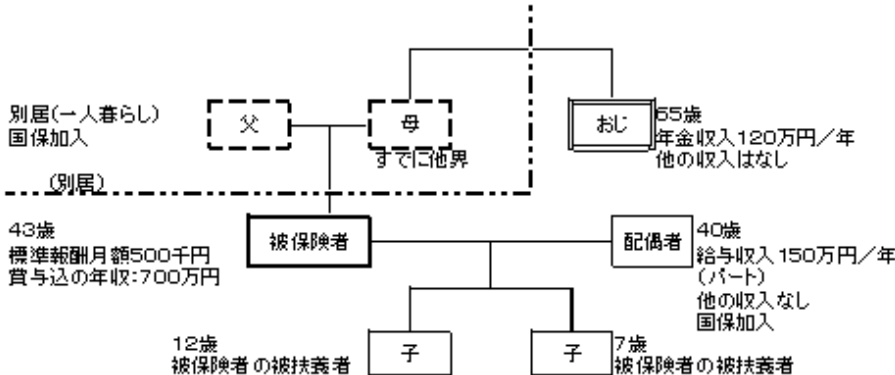 別居(一人暮らし)
国保加入
父
母
すでに他界
おじ
65歳
年金収入120万円／年
他の収入はなし
(別居)
43歳
標準報酬月額500千円
賞与込の年収:700万円
被保険者
配偶者
40歳
給与収入150万円／年
(パート)
他の収入なし
国保加入
12歳
被保険者の被扶養者
子
子
7歳
被保険者の被扶養者